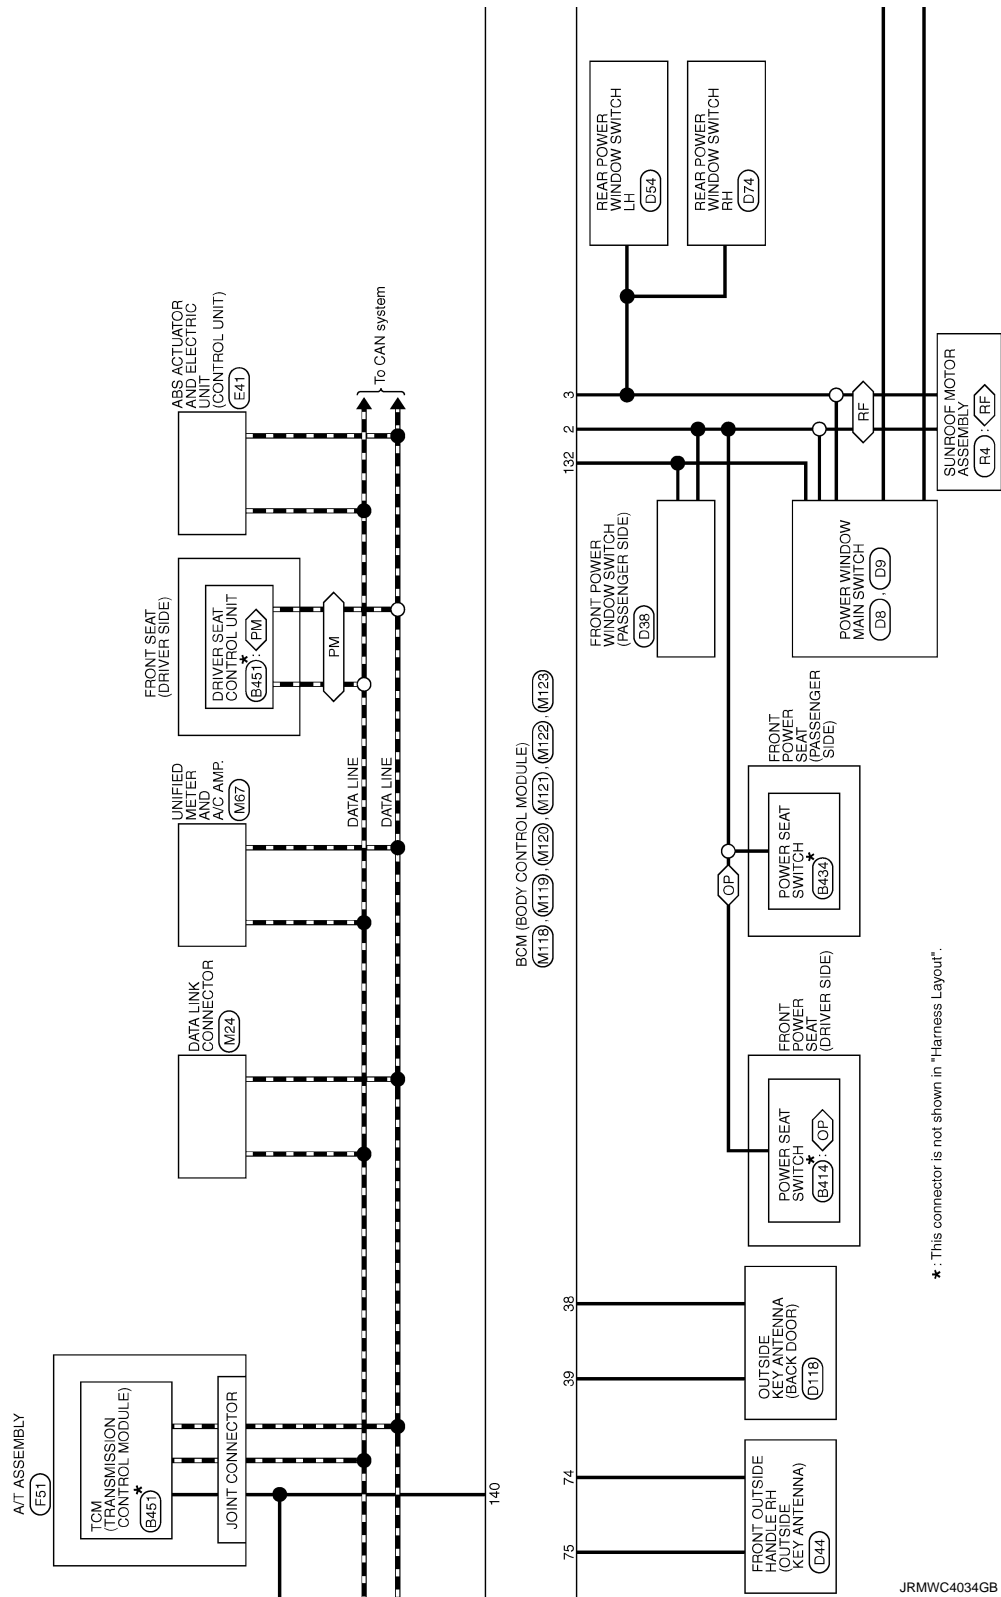 A/T ASSEMBLY
F51
TCM
(TRANSMISSION
CONTROL MODULE)
*
B451
JOINT CONNECTOR
DATA LINK
CONNECTOR
M24
UNIFIED
METER
AND
A/C AMP.
M67
FRONT SEAT
(DRIVER SIDE)
DRIVER SEAT
CONTROL UNIT
*
B451 : PM
PM
ABS ACTUATOR
AND ELECTRIC
UNIT
(CONTROL UNIT)
E41
DATA LINE
DATA LINE
To CAN system
140
BCM (BODY CONTROL MODULE)
M118 , M119 , M120 , M121 , M122 , M123
75
74
39
38
132
2
3
FRONT OUTSIDE
HANDLE RH
(OUTSIDE
KEY ANTENNA)
D44
OUTSIDE
KEY ANTENNA
(BACK DOOR)
D118
FRONT
POWER
SEAT
(DRIVER SIDE)
POWER SEAT
SWITCH
*
B414 : OP
OP
FRONT
POWER
SEAT
(PASSENGER
SIDE)
POWER SEAT
SWITCH
*
B434
FRONT POWER
WINDOW SWITCH
(PASSENGER SIDE)
D38
POWER WINDOW
MAIN SWITCH
D8 , D9
RF
SUNROOF MOTOR
ASSEMBLY
R4 : RF
REAR POWER
WINDOW SWITCH
LH
D54
REAR POWER
WINDOW SWITCH
RH
D74
* : This connector is not shown in "Harness Layout".
JRMWC4034GB